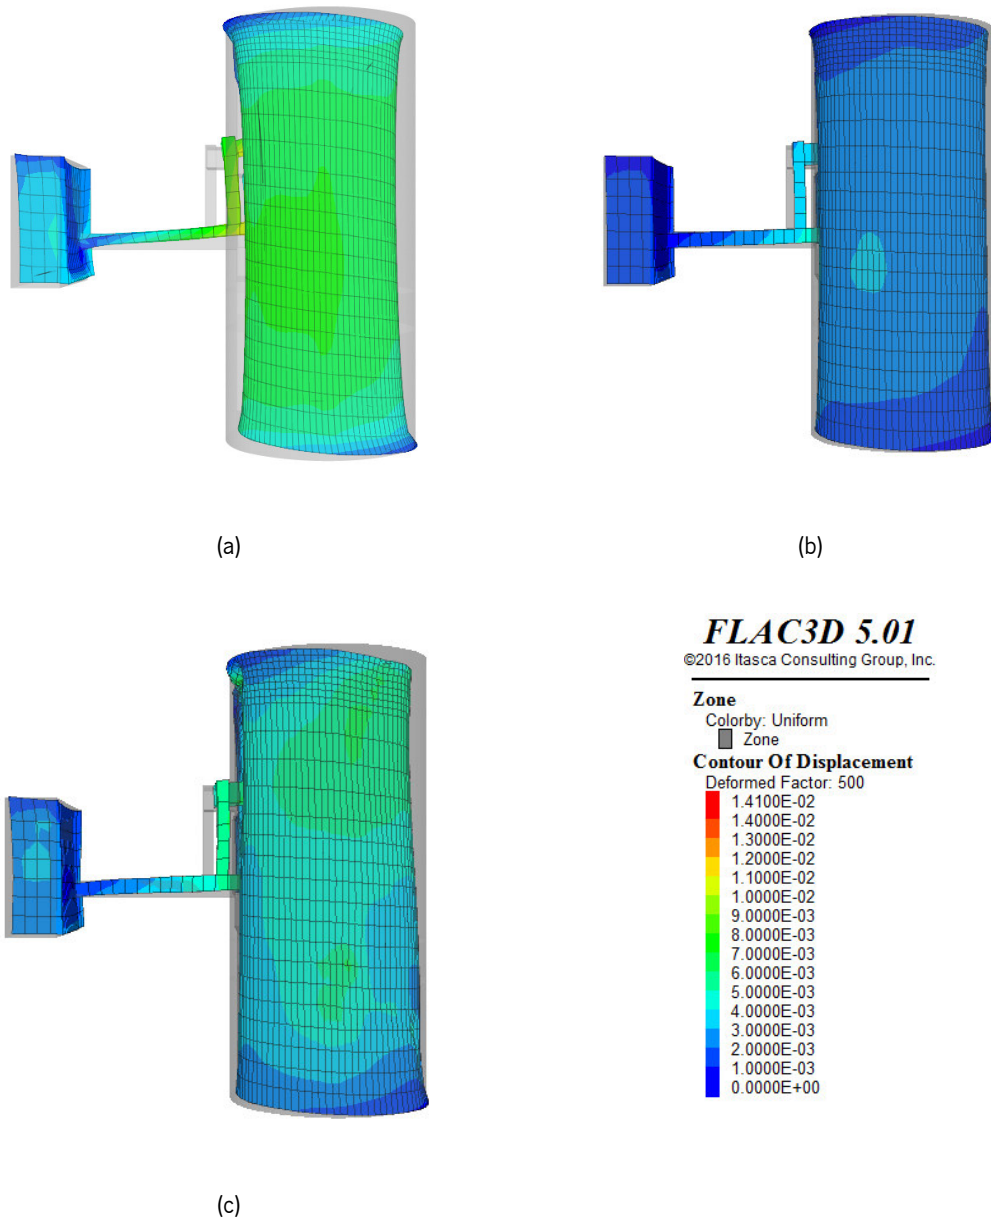 (a)
(b)
(c)
FLAC3D 5.01
©2016 Itasca Consulting Group, Inc.
Zone
Colorby: Uniform
Zone
Contour Of Displacement
Deformed Factor: 500
1.4100E-02
1.4000E-02
1.3000E-02
1.2000E-02
1.1000E-02
1.0000E-02
9.0000E-03
8.0000E-03
7.0000E-03
6.0000E-03
5.0000E-03
4.0000E-03
3.0000E-03
2.0000E-03
1.0000E-03
0.0000E+00